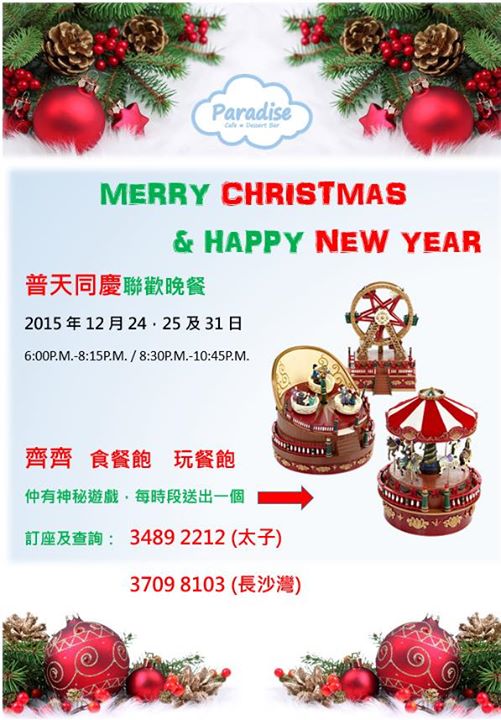 Paradise
Cafe & Dessert Bar
MERRY CHRISTMAS
& HAPPY NEW YEAR
普天同慶聯歡晚餐
2015 年 12 月 24，25 及 31 日
6:00P.M.-8:15P.M. / 8:30P.M.-10:45P.M.
齊齊 食餐飽 玩餐飽
仲有神秘遊戲，每時段送出一個
訂座及查詢： 3489 2212 (太子)
3709 8103 (長沙灣)